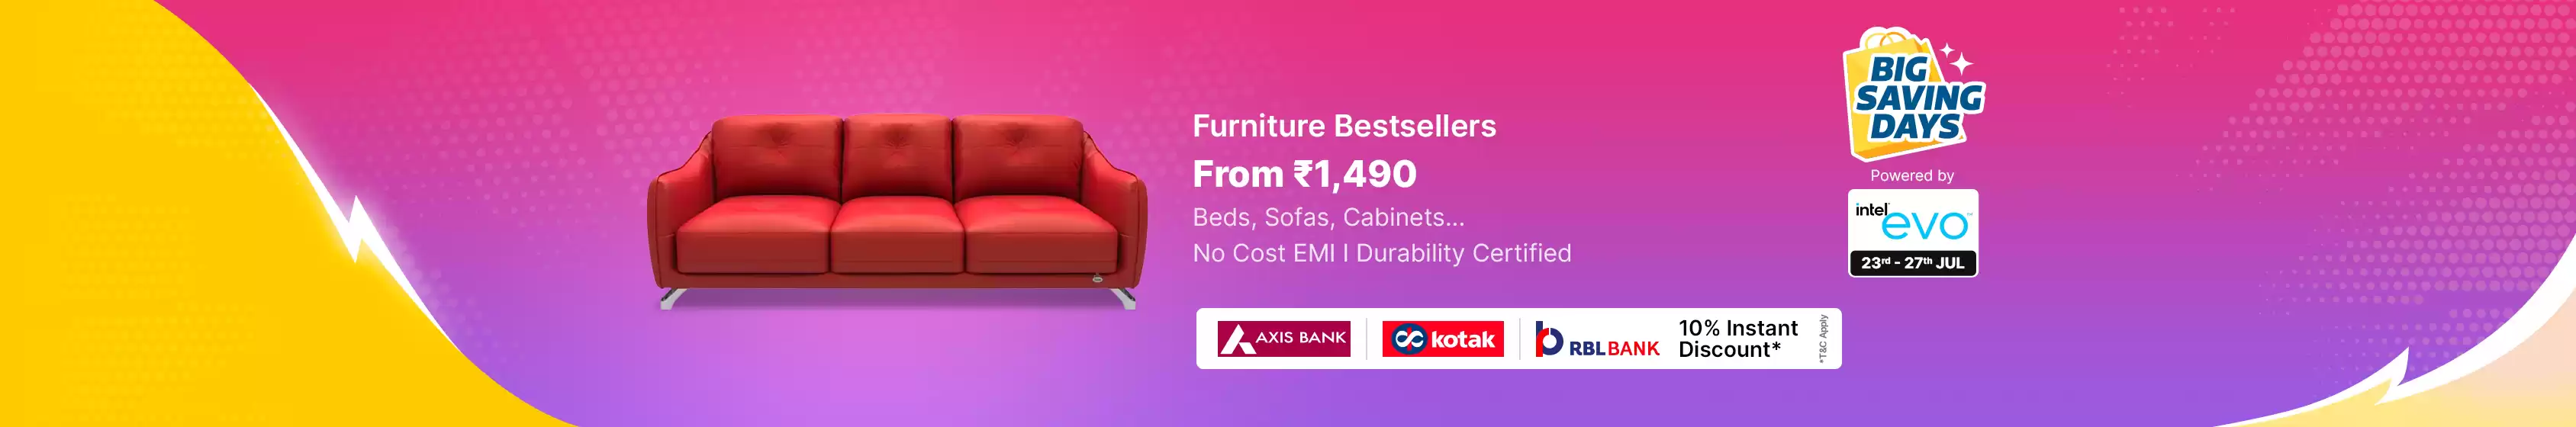 Furniture Bestsellers
From ₹1,490
Beds, Sofas, Cabinets...
No Cost EMI I Durability Certified
AXIS BANK
kotak
RBL BANK
10% Instant
Discount*
*T&C Apply
BIG
SAVING
DAYS
Powered by
intel
evo
23rd - 27th JUL